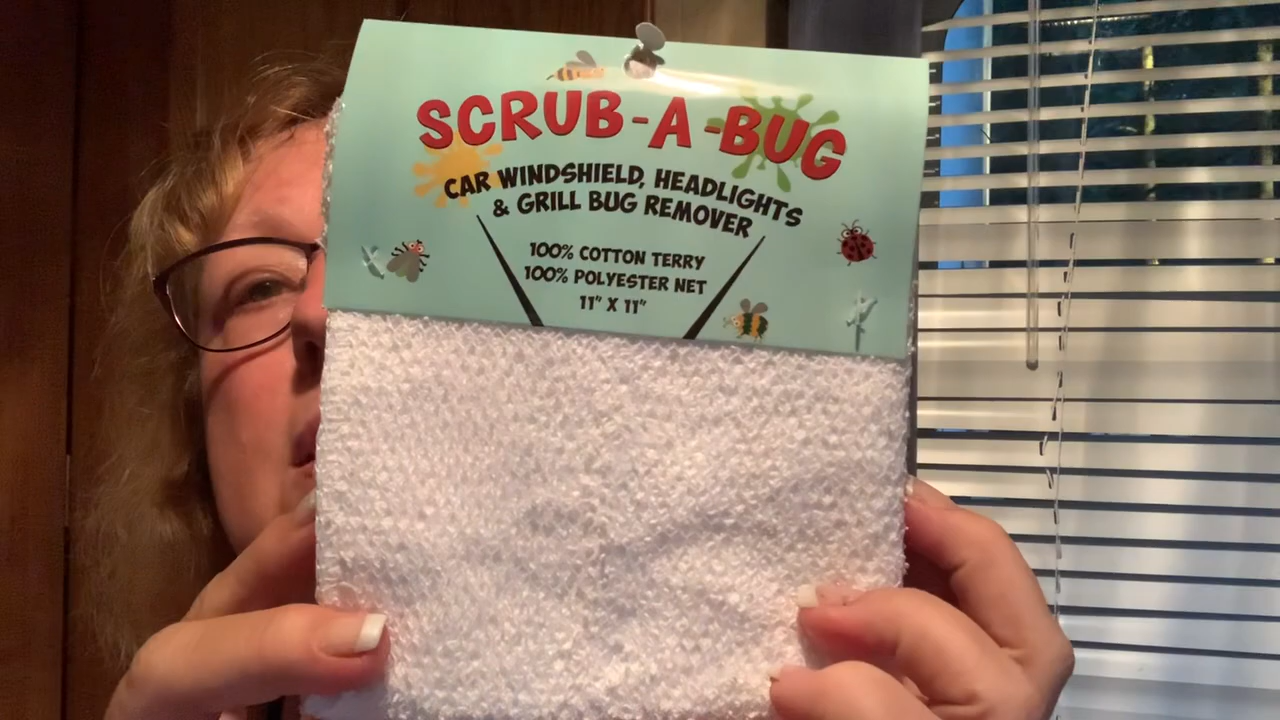 SCRUB-A-BUG
CAR WINDSHIELD, HEADLIGHTS
& GRILL BUG REMOVER
100% COTTON TERRY
100% POLYESTER NET
11" X 11"